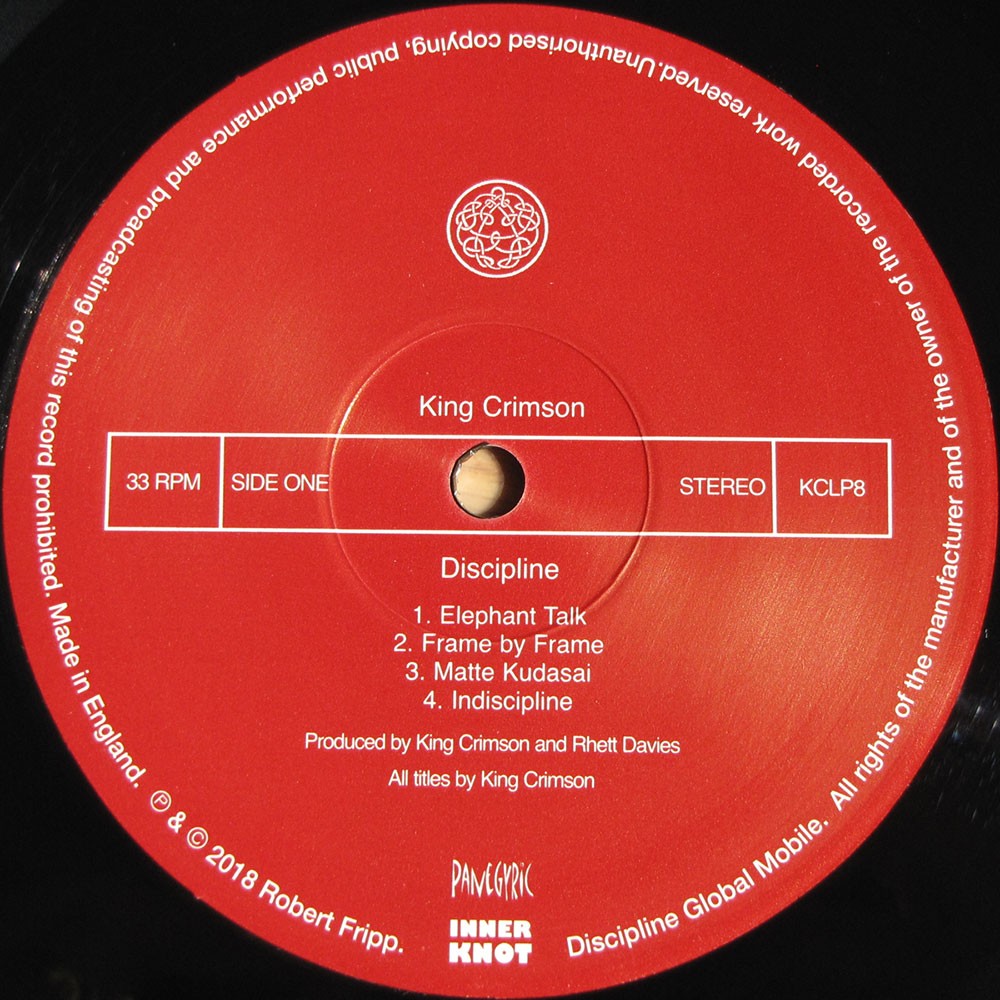 King Crimson
33 RPM
SIDE ONE
STEREO
KCLP8
Discipline
1. Elephant Talk
2. Frame by Frame
3. Matte Kudasai
4. Indiscipline
Produced by King Crimson and Rhett Davies
All titles by King Crimson
PANEGYRIC
INNER
KNOT
℗ & © 2018 Robert Fripp.
Discipline Global Mobile. All rights of the manufacturer and of the owner of the recorded work reserved.Unauthorised copying, public performance and broadcasting of this record prohibited. Made in England.